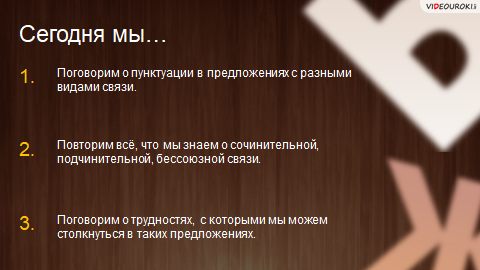 VIDEOUROKI
Сегодня мы…
1. Поговорим о пунктуации в предложениях с разными
видами связи.
2. Повторим всё, что мы знаем о сочинительной,
подчинительной, бессоюзной связи.
3. Поговорим о трудностях, с которыми мы можем
столкнуться в таких предложениях.